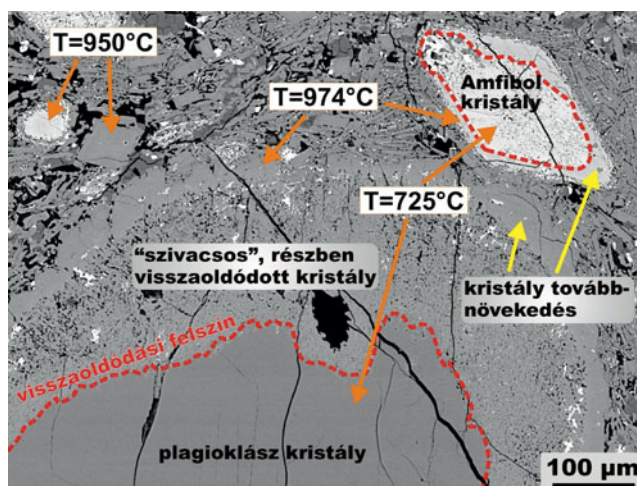 T=950°C
T=974°C
Amfibol
kristály
T=725°C
“szivacsos”, részben
visszaoldódott kristály
kristály tovább-
növekedés
visszaoldódási felszín
plagioklász kristály
100 µm